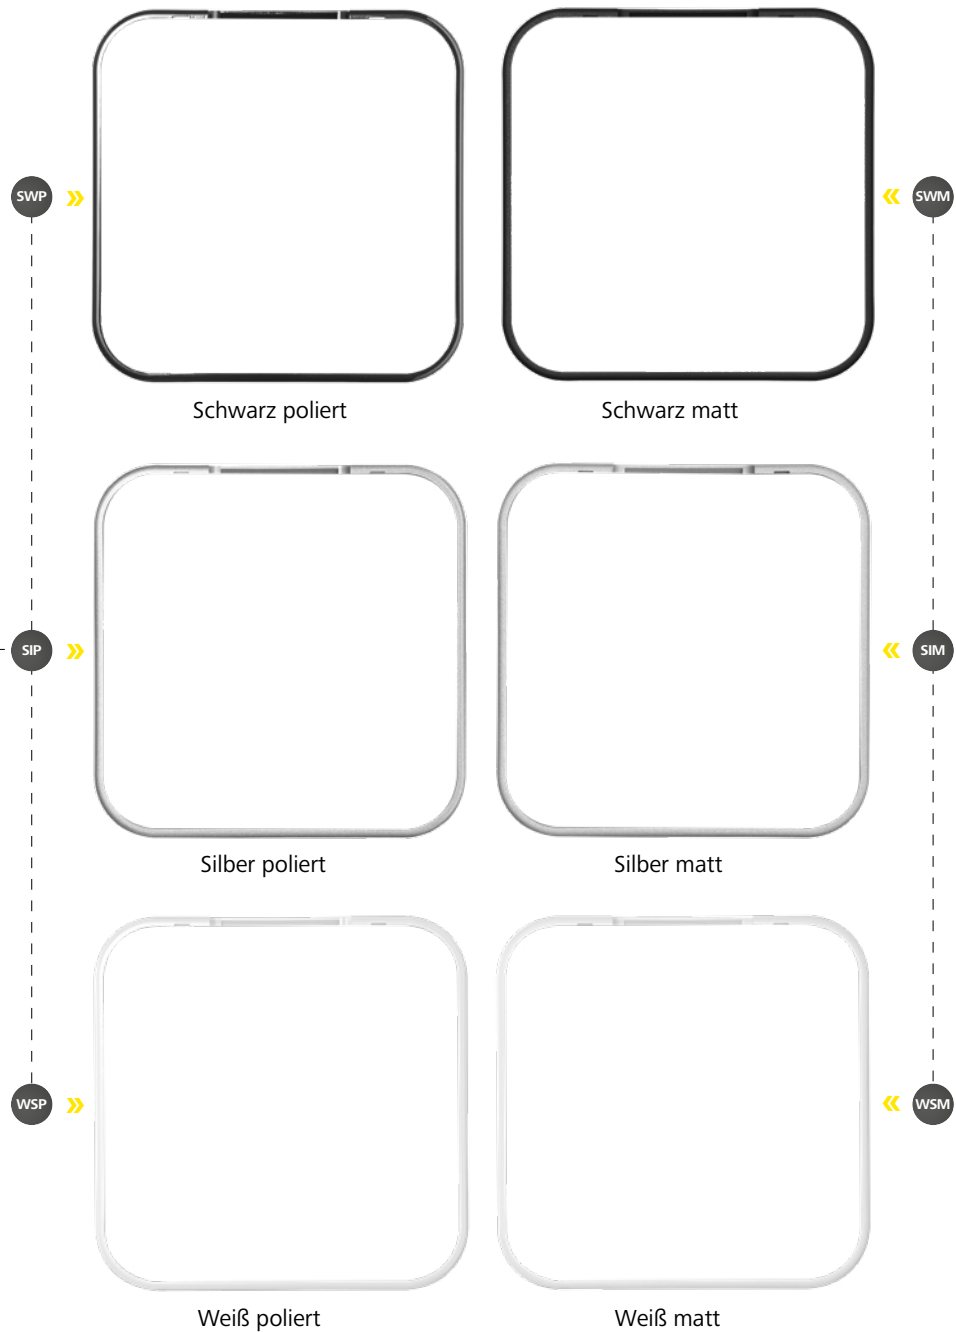 SWP
SWM
Schwarz poliert
Schwarz matt
SIP
SIM
Silber poliert
Silber matt
WSP
WSM
Weiß poliert
Weiß matt